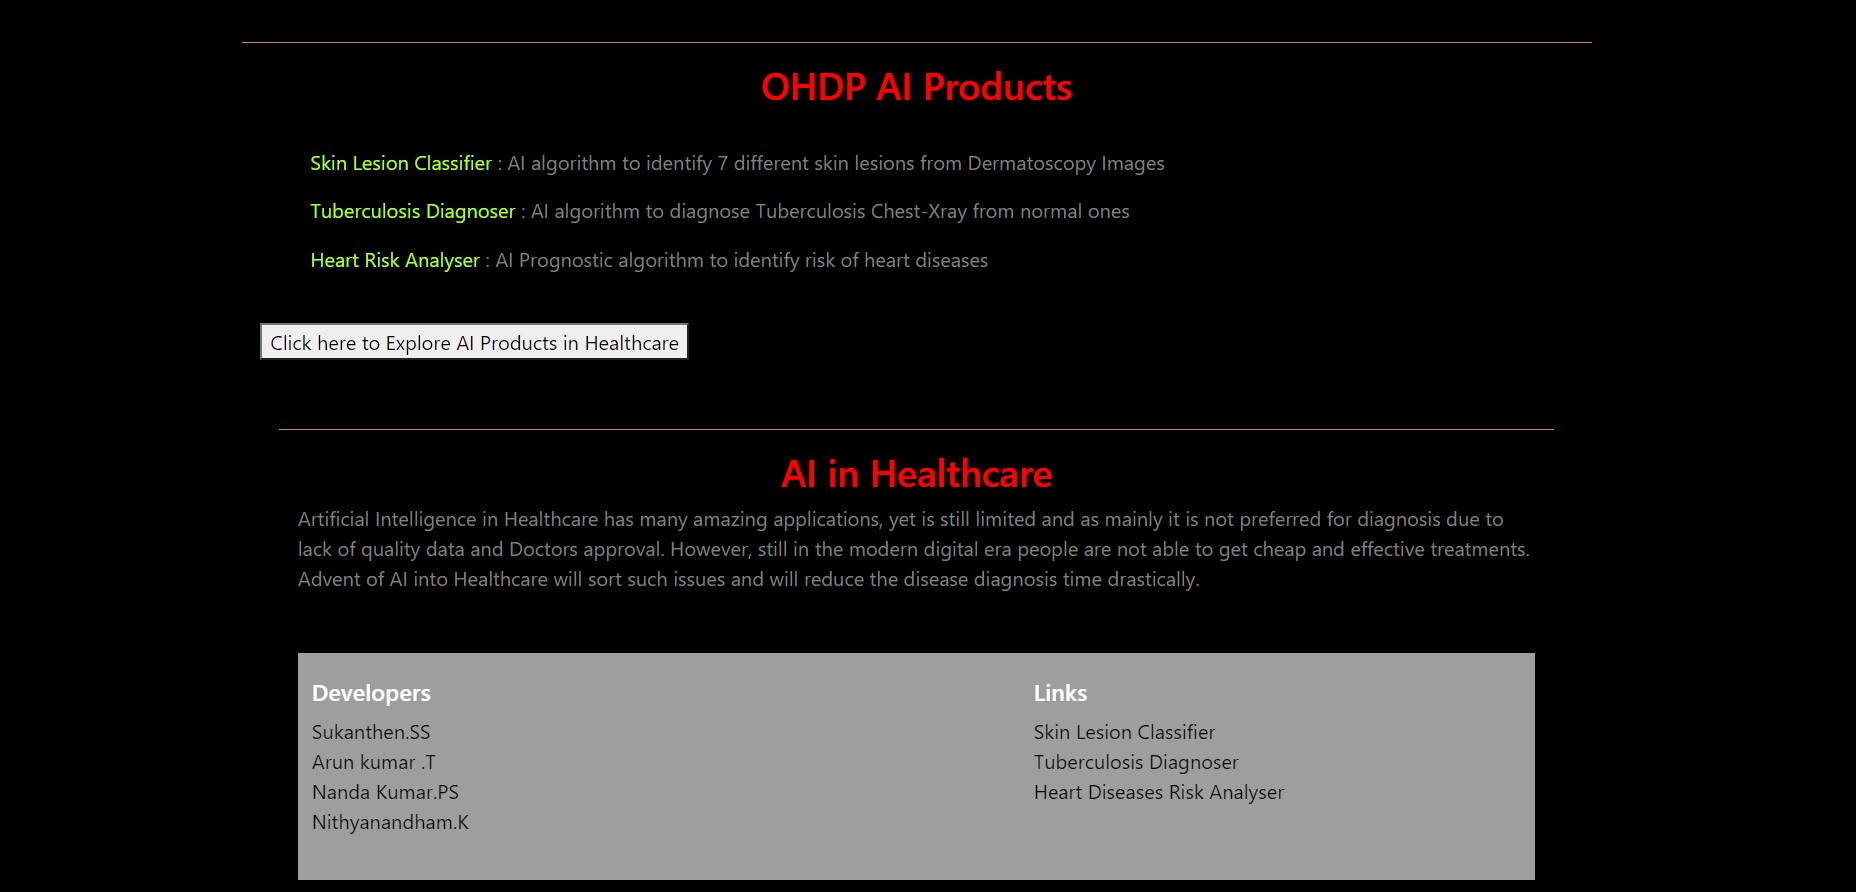 OHDP AI Products
Skin Lesion Classifier : AI algorithm to identify 7 different skin lesions from Dermatoscopy Images
Tuberculosis Diagnoser : AI algorithm to diagnose Tuberculosis Chest-Xray from normal ones
Heart Risk Analyser : AI Prognostic algorithm to identify risk of heart diseases
Click here to Explore AI Products in Healthcare
AI in Healthcare
Artificial Intelligence in Healthcare has many amazing applications, yet is still limited and as mainly it is not preferred for diagnosis due to
lack of quality data and Doctors approval. However, still in the modern digital era people are not able to get cheap and effective treatments.
Advent of AI into Healthcare will sort such issues and will reduce the disease diagnosis time drastically.
Developers
Sukanthen.SS
Arun kumar .T
Nanda Kumar.PS
Nithyanandham.K
Links
Skin Lesion Classifier
Tuberculosis Diagnoser
Heart Diseases Risk Analyser